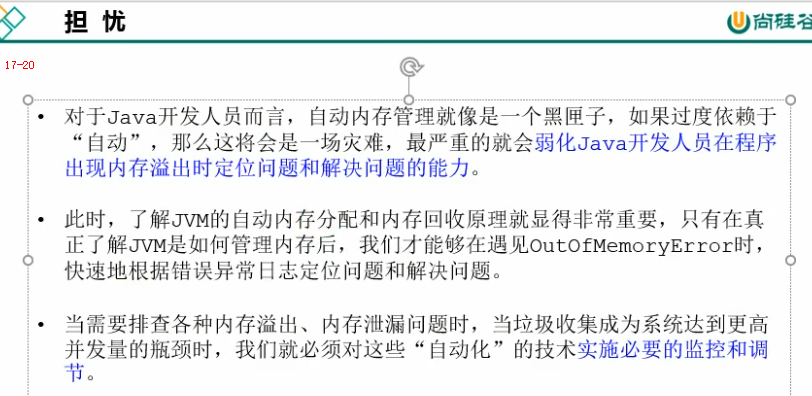 担 忧
尚硅谷
17-20
• 对于Java开发人员而言，自动内存管理就像是一个黑匣子，如果过度依赖于
“自动”，那么这将会是一场灾难，最严重的就会弱化Java开发人员在程序
出现内存溢出时定位问题和解决问题的能力。
• 此时，了解JVM的自动内存分配和内存回收原理就显得非常重要，只有在真
正了解JVM是如何管理内存后，我们才能够在遇见OutOfMemoryError时，
快速地根据错误异常日志定位问题和解决问题。
• 当需要排查各种内存溢出、内存泄漏问题时，当垃圾收集成为系统达到更高
并发量的瓶颈时，我们就必须对这些“自动化”的技术实施必要的监控和调
节。